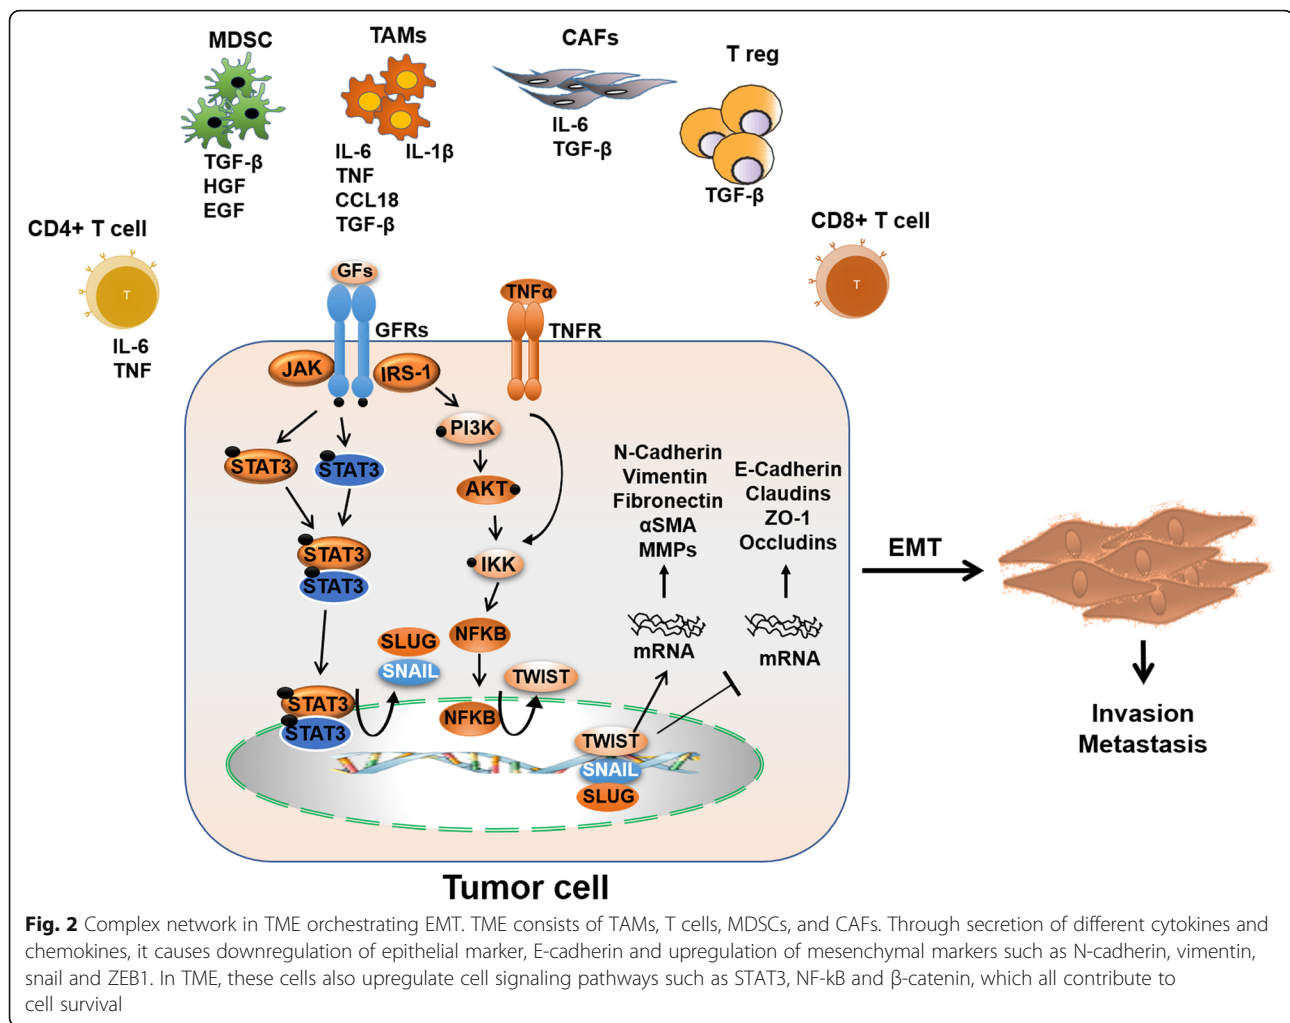 MDSC
TGF-β
HGF
EGF
TAMs
IL-6 IL-1β
TNF
CCL18
TGF-β
CAFs
IL-6
TGF-β
T reg
TGF-β
CD4+ T cell
T
IL-6
TNF
CD8+ T cell
T
GFs
GFRs
TNFα
TNFR
JAK
IRS-1
PI3K
STAT3
STAT3
AKT
STAT3
STAT3
IKK
NFKB
SLUG
SNAIL
TWIST
STAT3
STAT3
NFKB
N-Cadherin
Vimentin
Fibronectin
αSMA
MMPs
mRNA
E-Cadherin
Claudins
ZO-1
Occludins
mRNA
TWIST
SNAIL
SLUG
EMT
Invasion
Metastasis
Tumor cell
Fig. 2 Complex network in TME orchestrating EMT. TME consists of TAMs, T cells, MDSCs, and CAFs. Through secretion of different cytokines and
chemokines, it causes downregulation of epithelial marker, E-cadherin and upregulation of mesenchymal markers such as N-cadherin, vimentin,
snail and ZEB1. In TME, these cells also upregulate cell signaling pathways such as STAT3, NF-kB and β-catenin, which all contribute to
cell survival